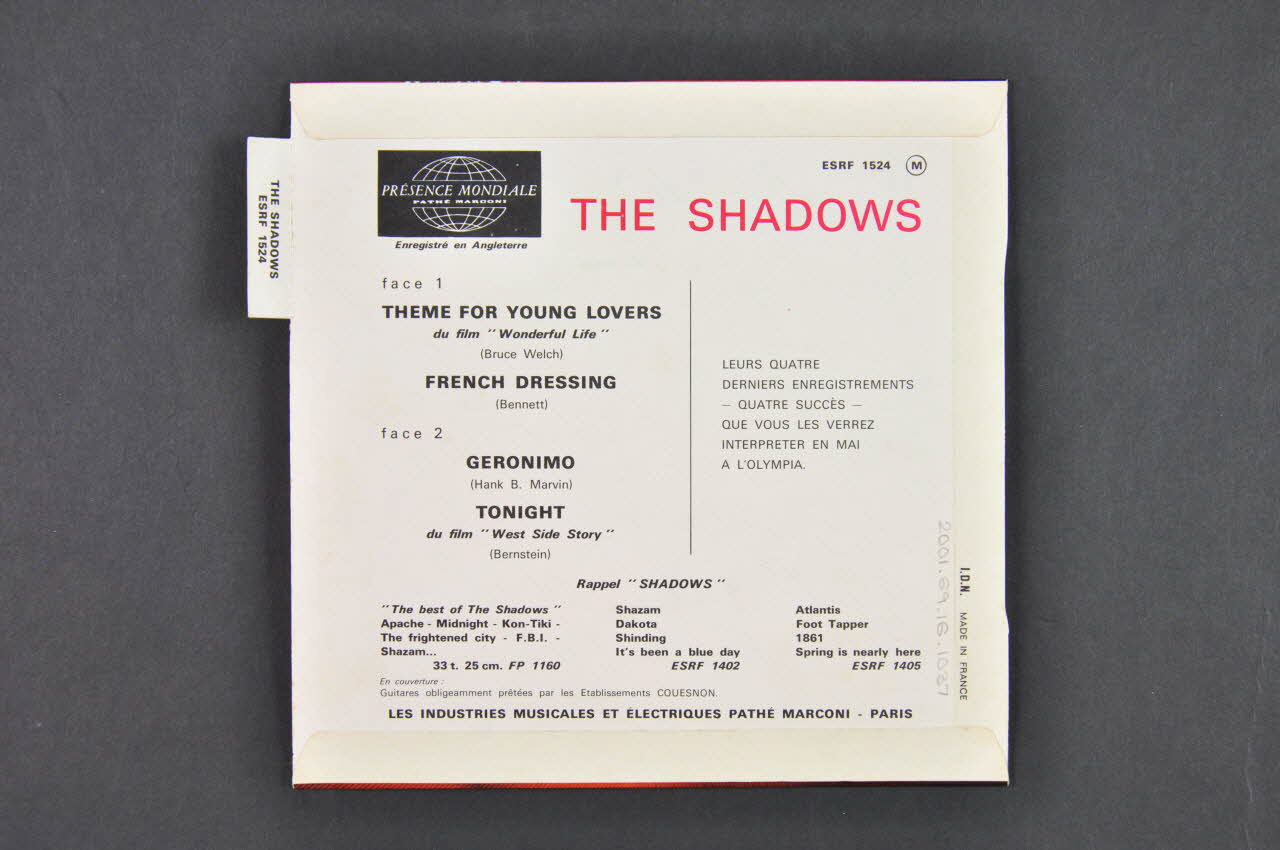 THE SHADOWS
ESRF 1524
PRÉSENCE MONDIALE
PATHÉ MARCONI
Enregistré en Angleterre
ESRF 1524 M
THE SHADOWS
face 1
THEME FOR YOUNG LOVERS
du film "Wonderful Life"
(Bruce Welch)
FRENCH DRESSING
(Bennett)
face 2
GERONIMO
(Hank B. Marvin)
TONIGHT
du film "West Side Story"
(Bernstein)
LEURS QUATRE
DERNIERS ENREGISTREMENTS
– QUATRE SUCCÈS –
QUE VOUS LES VERREZ
INTERPRETER EN MAI
A L'OLYMPIA.
Rappel "SHADOWS"
"The best of The Shadows"
Apache - Midnight - Kon-Tiki -
The frightened city - F.B.I. -
Shazam...
33 t. 25 cm. FP 1160
Shazam
Dakota
Shinding
It's been a blue day
ESRF 1402
Atlantis
Foot Tapper
1861
Spring is nearly here
ESRF 1405
En couverture :
Guitares obligeamment prêtées par les Etablissements COUESNON.
LES INDUSTRIES MUSICALES ET ÉLECTRIQUES PATHÉ MARCONI - PARIS
I.D.N. MADE IN FRANCE
2001.69.16.1037